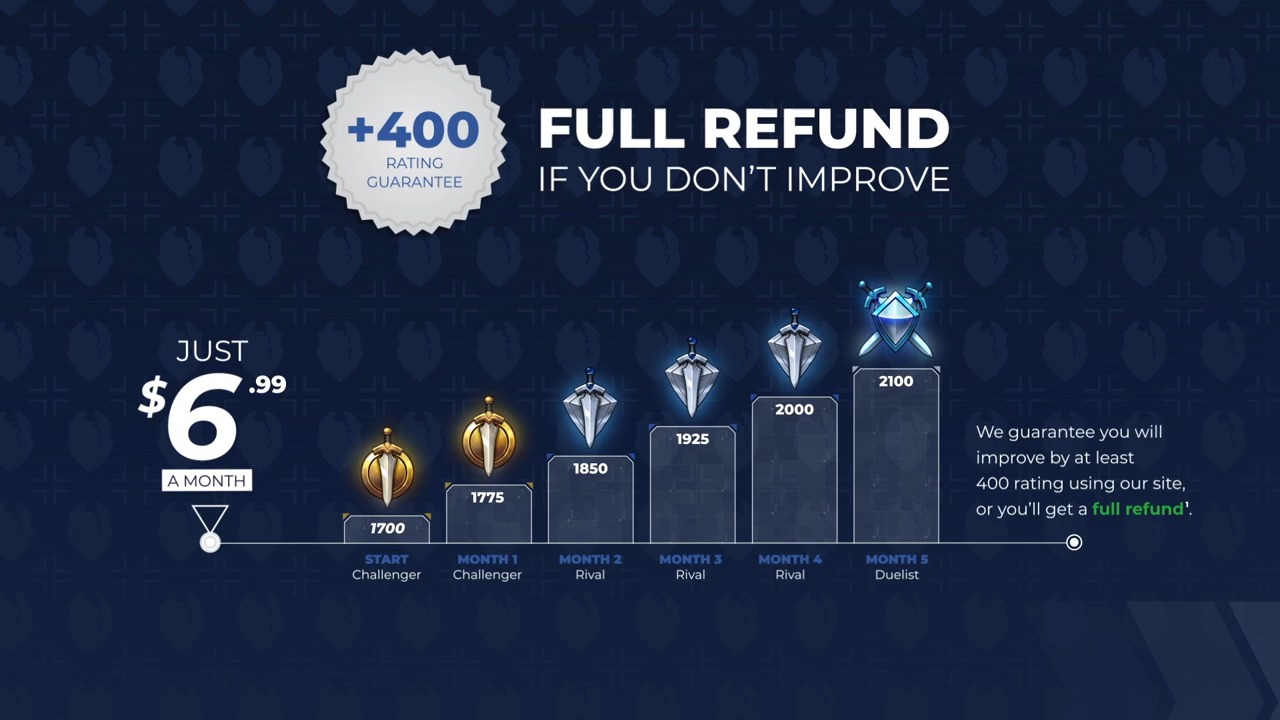 +400
RATING
GUARANTEE
FULL REFUND
IF YOU DON'T IMPROVE
JUST
$6.99
A MONTH
1700
1775
1850
1925
2000
2100
START
Challenger
MONTH 1
Challenger
MONTH 2
Rival
MONTH 3
Rival
MONTH 4
Rival
MONTH 5
Duelist
We guarantee you will
improve by at least
400 rating using our site,
or you'll get a full refund¹.